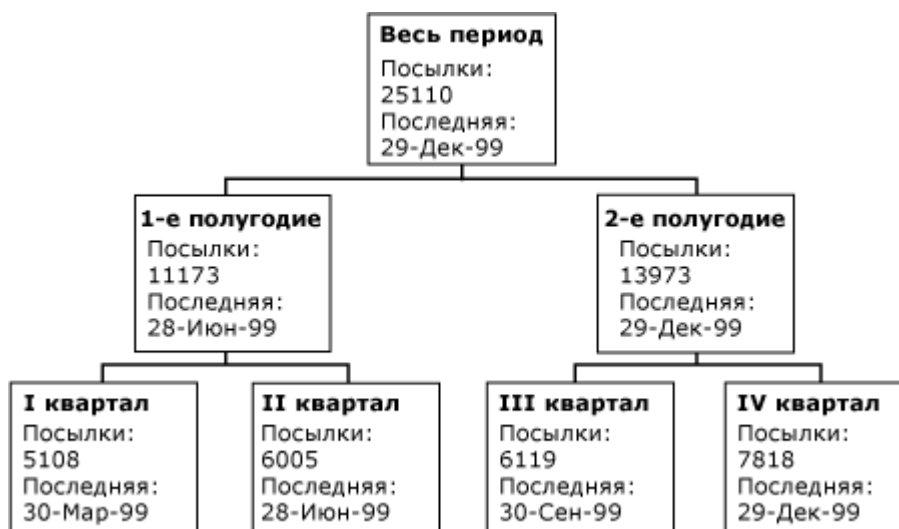 Весь период
Посылки:
25110
Последняя:
29-Дек-99
1-е полугодие
Посылки:
11173
Последняя:
28-Июн-99
2-е полугодие
Посылки:
13973
Последняя:
29-Дек-99
I квартал
Посылки:
5108
Последняя:
30-Мар-99
II квартал
Посылки:
6005
Последняя:
28-Июн-99
III квартал
Посылки:
6119
Последняя:
30-Сен-99
IV квартал
Посылки:
7818
Последняя:
29-Дек-99